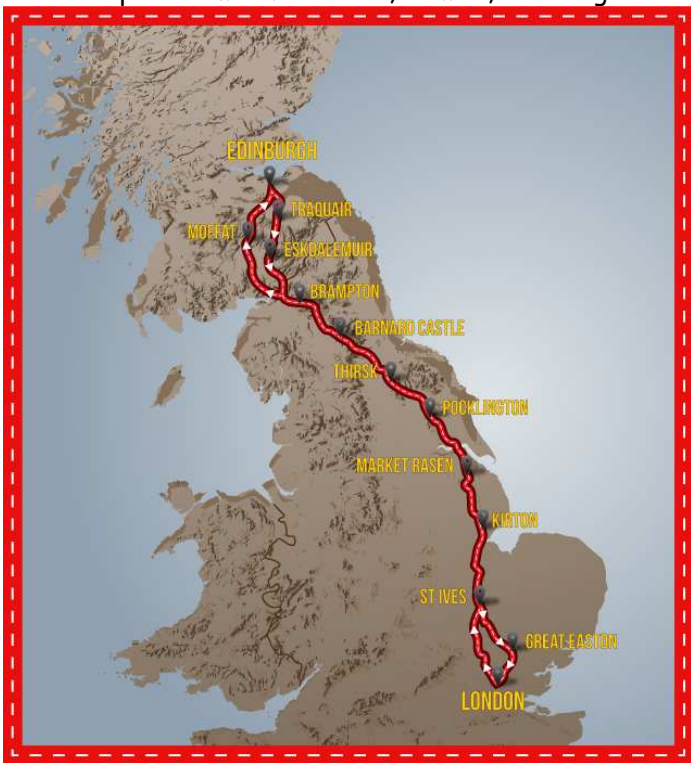 EDINBURGH
TRAQUAIR
MOFFAT
ESKDALEMUIR
BRAMPTON
BARNARD CASTLE
THIRSK
POCKLINGTON
MARKET RASEN
KIRTON
ST IVES
GREAT EASTON
LONDON